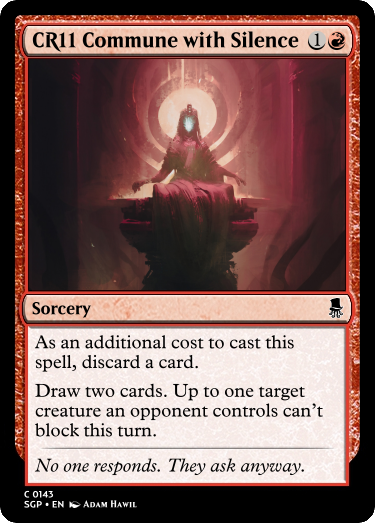 CR11 Commune with Silence 1
Sorcery
As an additional cost to cast this
spell, discard a card.
Draw two cards. Up to one target
creature an opponent controls can't
block this turn.
No one responds. They ask anyway.
C 0143
SGP • EN Adam Hawil